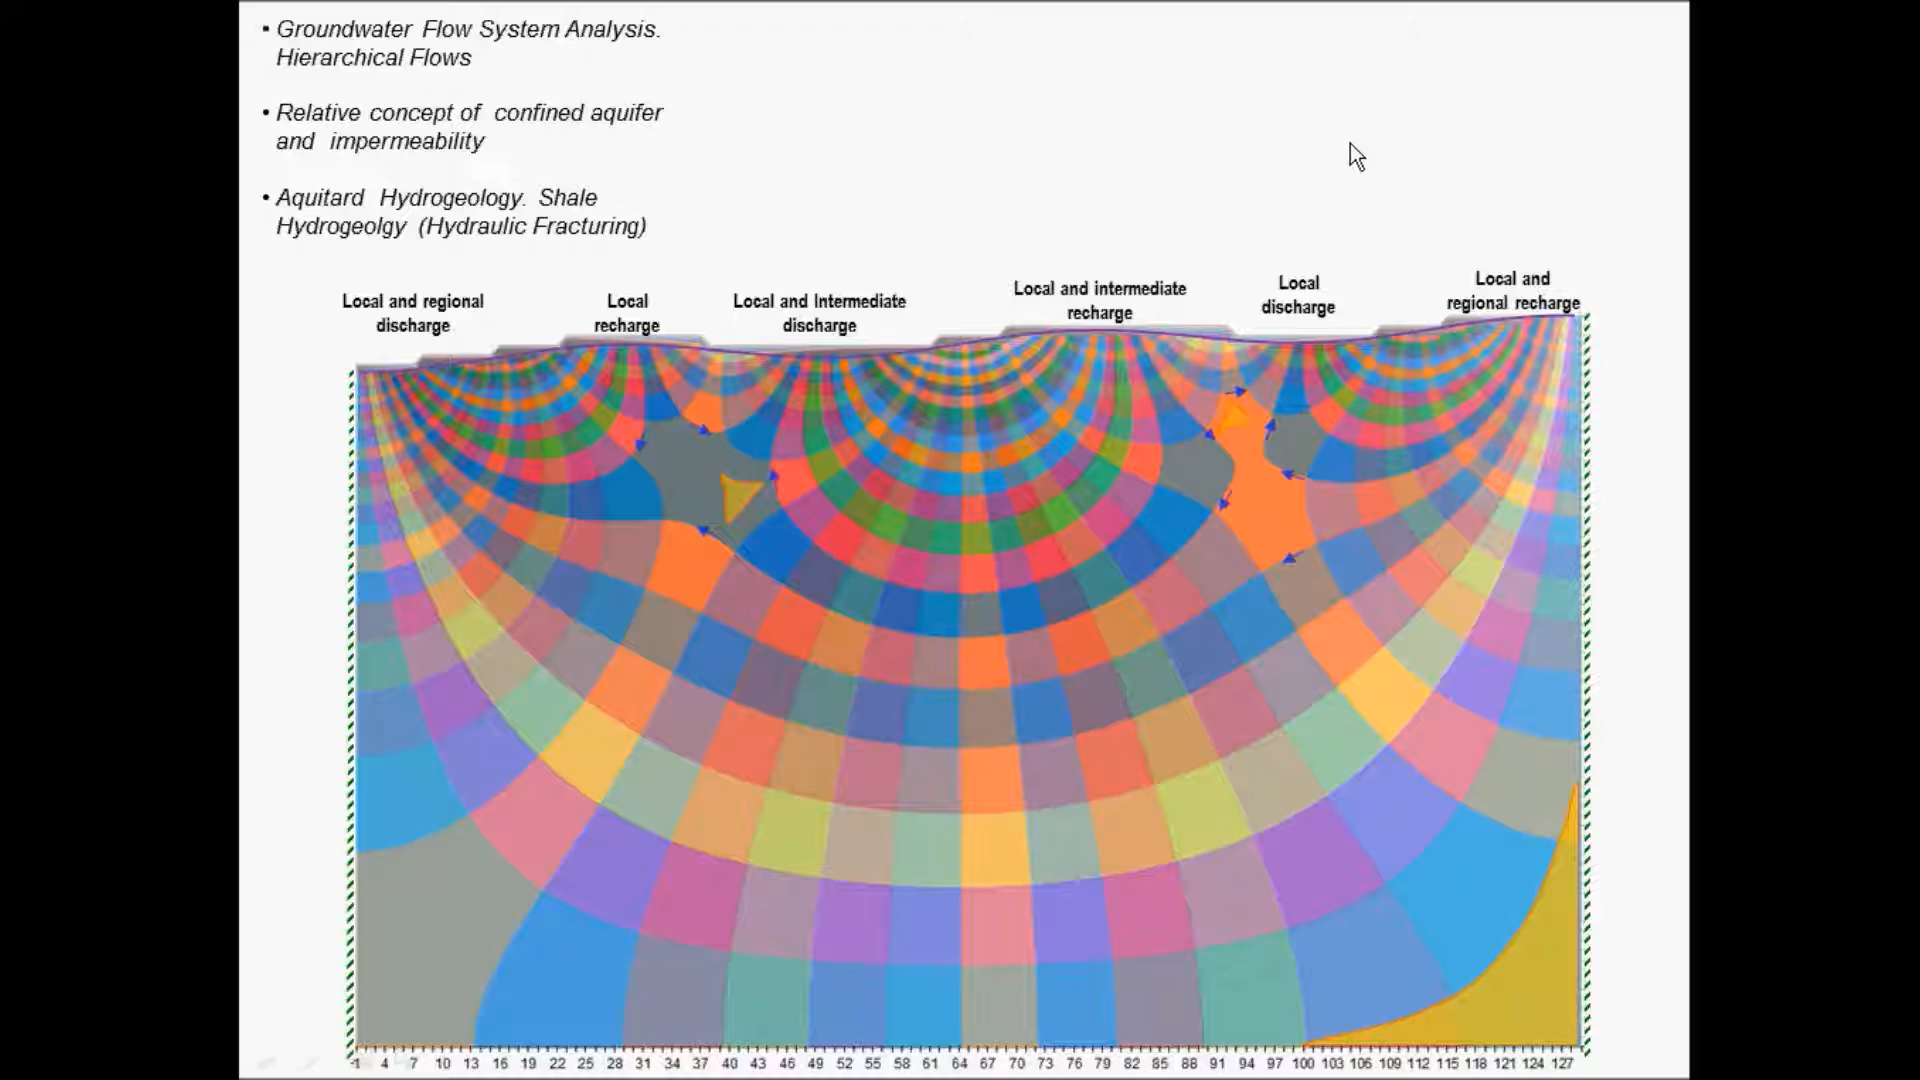 • Groundwater Flow System Analysis.
Hierarchical Flows
• Relative concept of confined aquifer
and impermeability
• Aquitard Hydrogeology. Shale
Hydrogeolgy (Hydraulic Fracturing)
Local and regional
discharge
Local
recharge
Local and Intermediate
discharge
Local and intermediate
recharge
Local
discharge
Local and
regional recharge
-1 4 7 10 13 16 19 22 25 28 31 34 37 40 43 46 49 52 55 58 61 64 67 70 73 76 79 82 85 88 91 94 97 100 103 106 109 112 115 118 121 124 127